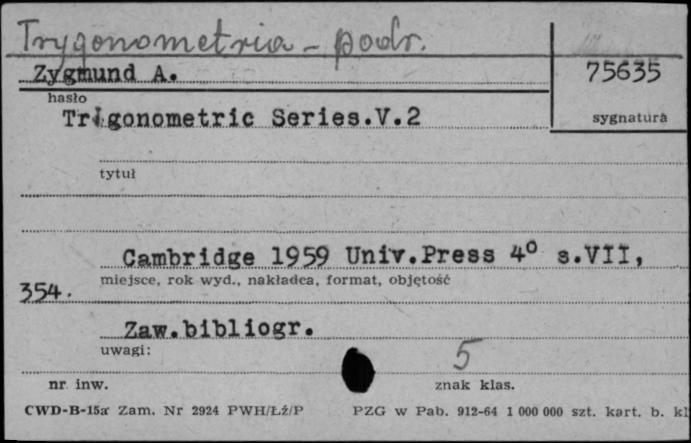 Trygonometria - podr.
Zygmund A.
75635
hasło
sygnatura
Trigonometric Series.V.2
tytuł
Cambridge 1959 Univ.Press 4° s.VII,
miejsce, rok wyd., nakładca, format, objętość
354.
Zaw.bibliogr.
uwagi:
5
nr inw.
znak klas.
CWD-B-15a Zam. Nr 2924 PWH/Łź/P
PZG w Pab. 912-64 1 000 000 szt. kart. b. kl